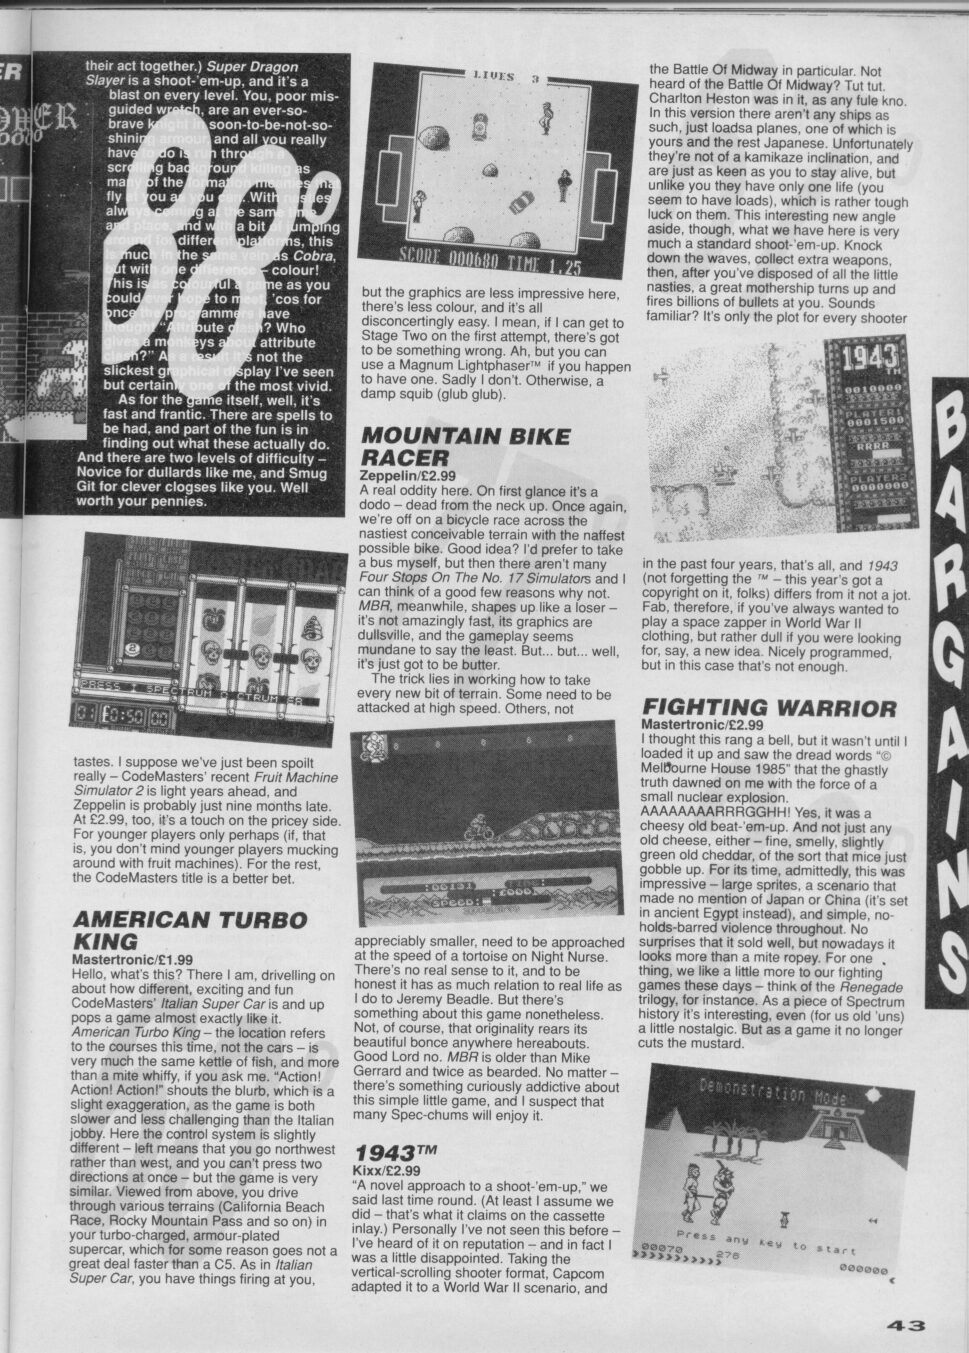 ER
OWER
their act together.) Super Dragon
Slayer is a shoot-'em-up, and it's a
blast on every level. You, poor mis-
guided wretch, are an ever-so-
brave knight in soon-to-be-not-so-
shining armour, and all you really
have to do is run through a
scrolling background killing as
many of the formation meanies
fly at you as you can. With
always coming at the same time
and place, and with a bit of jumping
around for different platforms, this
is much in the same vein as Cobra,
but with one difference – colour!
This is as colourful a game as you
could ever hope to meet, 'cos for
once the programmers have
thought "Attribute clash? Who
gives a monkeys about attribute
clash?" As a result it's not the
slickest graphical display I've seen
but certainly one of the most vivid.
As for the game itself, well, it's
fast and frantic. There are spells to
be had, and part of the fun is in
finding out what these actually do.
And there are two levels of difficulty –
Novice for dullards like me, and Smug
Git for clever clogses like you. Well
worth your pennies.
80°
PRESS I SPECTRUM O CTRUM ER
£0:50 00
tastes. I suppose we've just been spoilt
really – CodeMasters' recent Fruit Machine
Simulator 2 is light years ahead, and
Zeppelin is probably just nine months late.
At £2.99, too, it's a touch on the pricey side.
For younger players only perhaps (if, that
is, you don't mind younger players mucking
around with fruit machines). For the rest,
the CodeMasters title is a better bet.
AMERICAN TURBO
KING
Mastertronic/£1.99
Hello, what's this? There I am, drivelling on
about how different, exciting and fun
CodeMasters' Italian Super Car is and up
pops a game almost exactly like it.
American Turbo King – the location refers
to the courses this time, not the cars – is
very much the same kettle of fish, and more
than a mite whiffy, if you ask me. "Action!
Action! Action!" shouts the blurb, which is a
slight exaggeration, as the game is both
slower and less challenging than the Italian
jobby. Here the control system is slightly
different – left means that you go northwest
rather than west, and you can't press two
directions at once – but the game is very
similar. Viewed from above, you drive
through various terrains (California Beach
Race, Rocky Mountain Pass and so on) in
your turbo-charged, armour-plated
supercar, which for some reason goes not a
great deal faster than a C5. As in Italian
Super Car, you have things firing at you,
LIVES 3
SCORE 000680 TIME 1.25
but the graphics are less impressive here,
there's less colour, and it's all
disconcertingly easy. I mean, if I can get to
Stage Two on the first attempt, there's got
to be something wrong. Ah, but you can
use a Magnum Lightphaser™ if you happen
to have one. Sadly I don't. Otherwise, a
damp squib (glub glub).
MOUNTAIN BIKE
RACER
Zeppelin/£2.99
A real oddity here. On first glance it's a
dodo – dead from the neck up. Once again,
we're off on a bicycle race across the
nastiest conceivable terrain with the naffest
possible bike. Good idea? I'd prefer to take
a bus myself, but then there aren't many
Four Stops On The No. 17 Simulators and I
can think of a good few reasons why not.
MBR, meanwhile, shapes up like a loser –
it's not amazingly fast, its graphics are
dullsville, and the gameplay seems
mundane to say the least. But... but... well,
it's just got to be butter.
The trick lies in working how to take
every new bit of terrain. Some need to be
attacked at high speed. Others, not
SPEED:
appreciably smaller, need to be approached
at the speed of a tortoise on Night Nurse.
There's no real sense to it, and to be
honest it has as much relation to real life as
I do to Jeremy Beadle. But there's
something about this game nonetheless.
Not, of course, that originality rears its
beautiful bonce anywhere hereabouts.
Good Lord no. MBR is older than Mike
Gerrard and twice as bearded. No matter –
there's something curiously addictive about
this simple little game, and I suspect that
many Spec-chums will enjoy it.
1943™
Kixx/£2.99
"A novel approach to a shoot-'em-up," we
said last time round. (At least I assume we
did – that's what it claims on the cassette
inlay.) Personally I've not seen this before –
I've heard of it on reputation – and in fact I
was a little disappointed. Taking the
vertical-scrolling shooter format, Capcom
adapted it to a World War II scenario, and
the Battle Of Midway in particular. Not
heard of the Battle Of Midway? Tut tut.
Charlton Heston was in it, as any fule kno.
In this version there aren't any ships as
such, just loadsa planes, one of which is
yours and the rest Japanese. Unfortunately
they're not of a kamikaze inclination, and
are just as keen as you to stay alive, but
unlike you they have only one life (you
seem to have loads), which is rather tough
luck on them. This interesting new angle
aside, though, what we have here is very
much a standard shoot-'em-up. Knock
down the waves, collect extra weapons,
then, after you've disposed of all the little
nasties, a great mothership turns up and
fires billions of bullets at you. Sounds
familiar? It's only the plot for every shooter
1943
0010000
PLAYER1
0001500
RRRR
PLAYER2
0000000
in the past four years, that's all, and 1943
(not forgetting the ™ – this year's got a
copyright on it, folks) differs from it not a jot.
Fab, therefore, if you've always wanted to
play a space zapper in World War II
clothing, but rather dull if you were looking
for, say, a new idea. Nicely programmed,
but in this case that's not enough.
FIGHTING WARRIOR
Mastertronic/£2.99
I thought this rang a bell, but it wasn't until I
loaded it up and saw the dread words "©
Melbourne House 1985" that the ghastly
truth dawned on me with the force of a
small nuclear explosion.
AAAAAAAARRRGGHH! Yes, it was a
cheesy old beat-'em-up. And not just any
old cheese, either – fine, smelly, slightly
green old cheddar, of the sort that mice just
gobble up. For its time, admittedly, this was
impressive – large sprites, a scenario that
made no mention of Japan or China (it's set
in ancient Egypt instead), and simple, no-
holds-barred violence throughout. No
surprises that it sold well, but nowadays it
looks more than a mite ropey. For one
thing, we like a little more to our fighting
games these days – think of the Renegade
trilogy, for instance. As a piece of Spectrum
history it's interesting, even (for us old 'uns)
a little nostalgic. But as a game it no longer
cuts the mustard.
Demonstration Mode
Press any key to start
00070
276
000000
BARGAINS
43